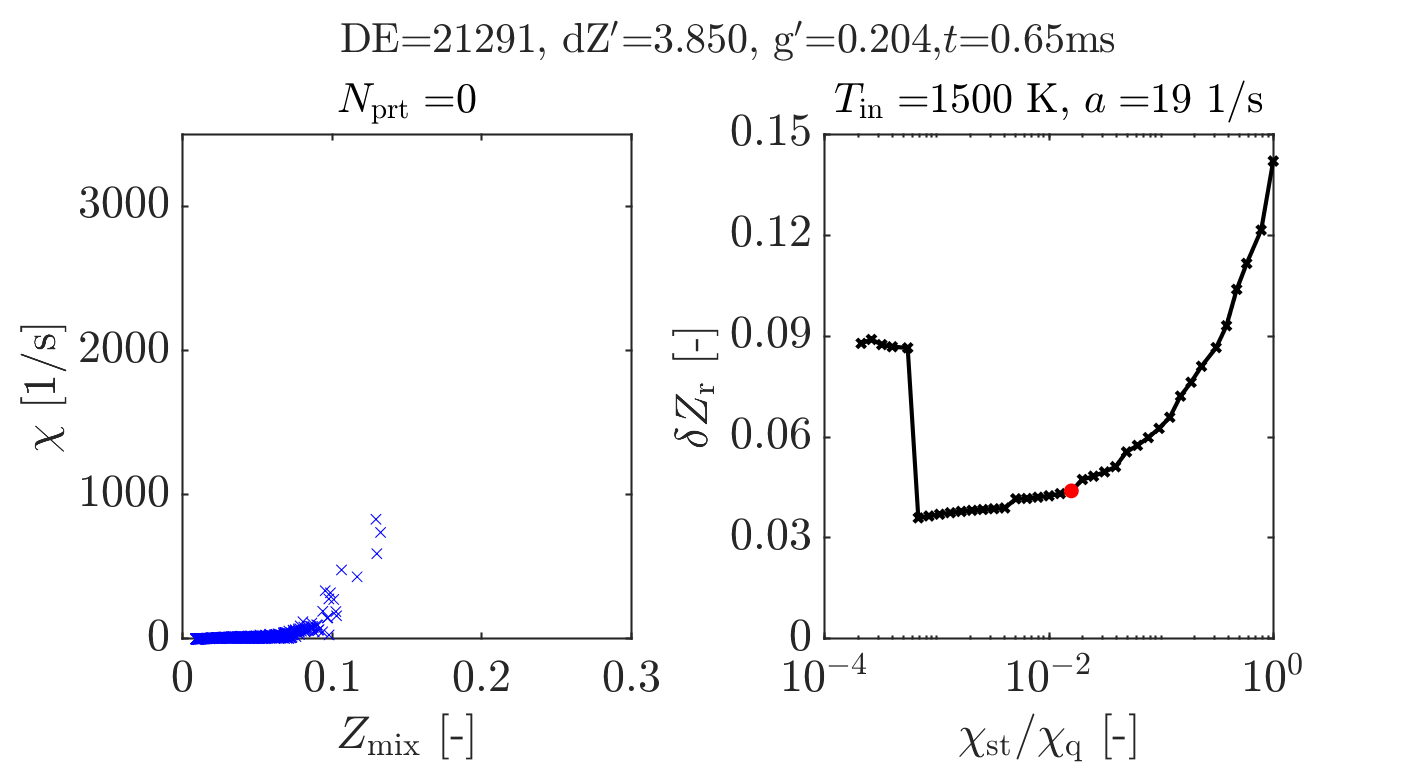 DE=21291, dZ′=3.850, g′=0.204,t=0.65ms
N_prt =0
3000
2000
1000
0
0 0.1 0.2 0.3
χ [1/s]
Z_mix [-]
T_in =1500 K, a =19 1/s
0.15
0.12
0.09
0.06
0.03
0
10^−4 10^−2 10^0
δZ_r [-]
χ_st/χ_q [-]